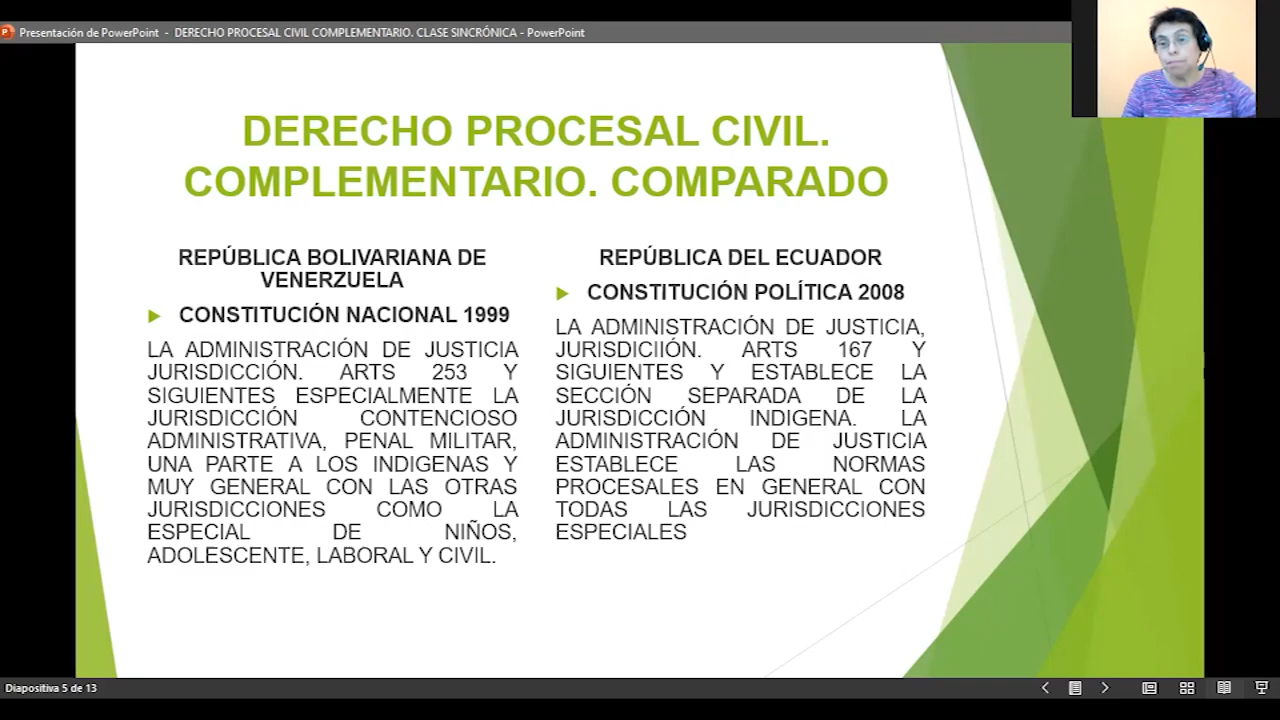 Presentación de PowerPoint - DERECHO PROCESAL CIVIL COMPLEMENTARIO. CLASE SINCRÓNICA - PowerPoint
DERECHO PROCESAL CIVIL.
COMPLEMENTARIO. COMPARADO
REPÚBLICA BOLIVARIANA DE
VENERZUELA
CONSTITUCIÓN NACIONAL 1999
LA ADMINISTRACIÓN DE JUSTICIA
JURISDICCIÓN. ARTS 253 Y
SIGUIENTES ESPECIALMENTE LA
JURISDICCIÓN CONTENCIOSO
ADMINISTRATIVA, PENAL MILITAR,
UNA PARTE A LOS INDIGENAS Y
MUY GENERAL CON LAS OTRAS
JURISDICCIONES COMO LA
ESPECIAL DE NIÑOS,
ADOLESCENTE, LABORAL Y CIVIL.
REPÚBLICA DEL ECUADOR
CONSTITUCIÓN POLÍTICA 2008
LA ADMINISTRACIÓN DE JUSTICIA,
JURISDICIIÓN. ARTS 167 Y
SIGUIENTES Y ESTABLECE LA
SECCIÓN SEPARADA DE LA
JURISDICCIÓN INDIGENA. LA
ADMINISTRACIÓN DE JUSTICIA
ESTABLECE LAS NORMAS
PROCESALES EN GENERAL CON
TODAS LAS JURISDICCIONES
ESPECIALES
Diapositiva 5 de 13